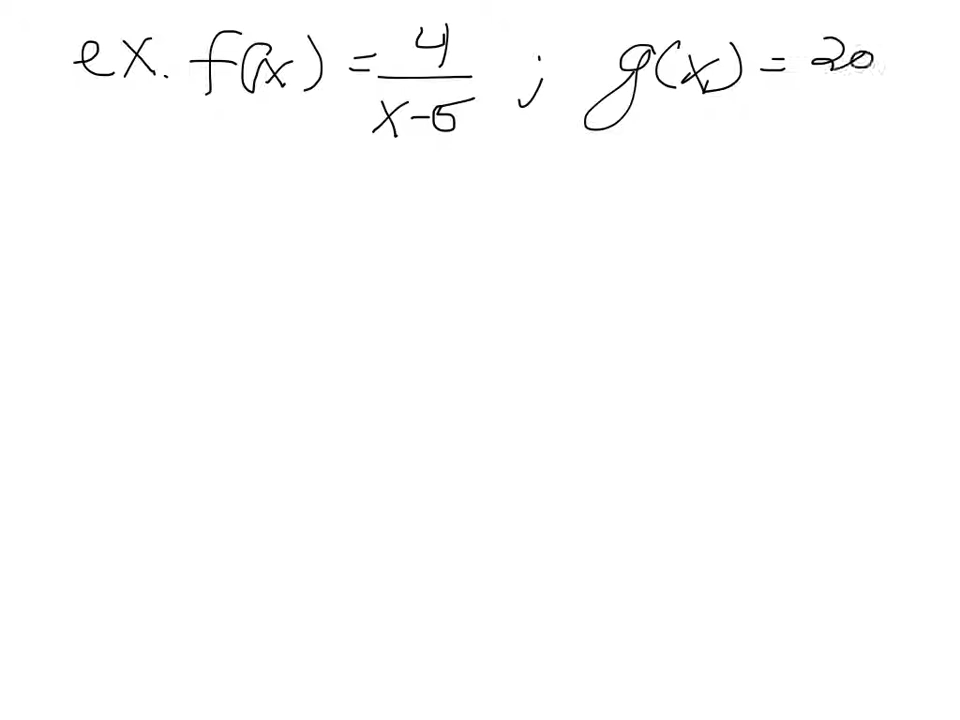 ex. f(x) = 4/(x-5) ; g(x) = 20